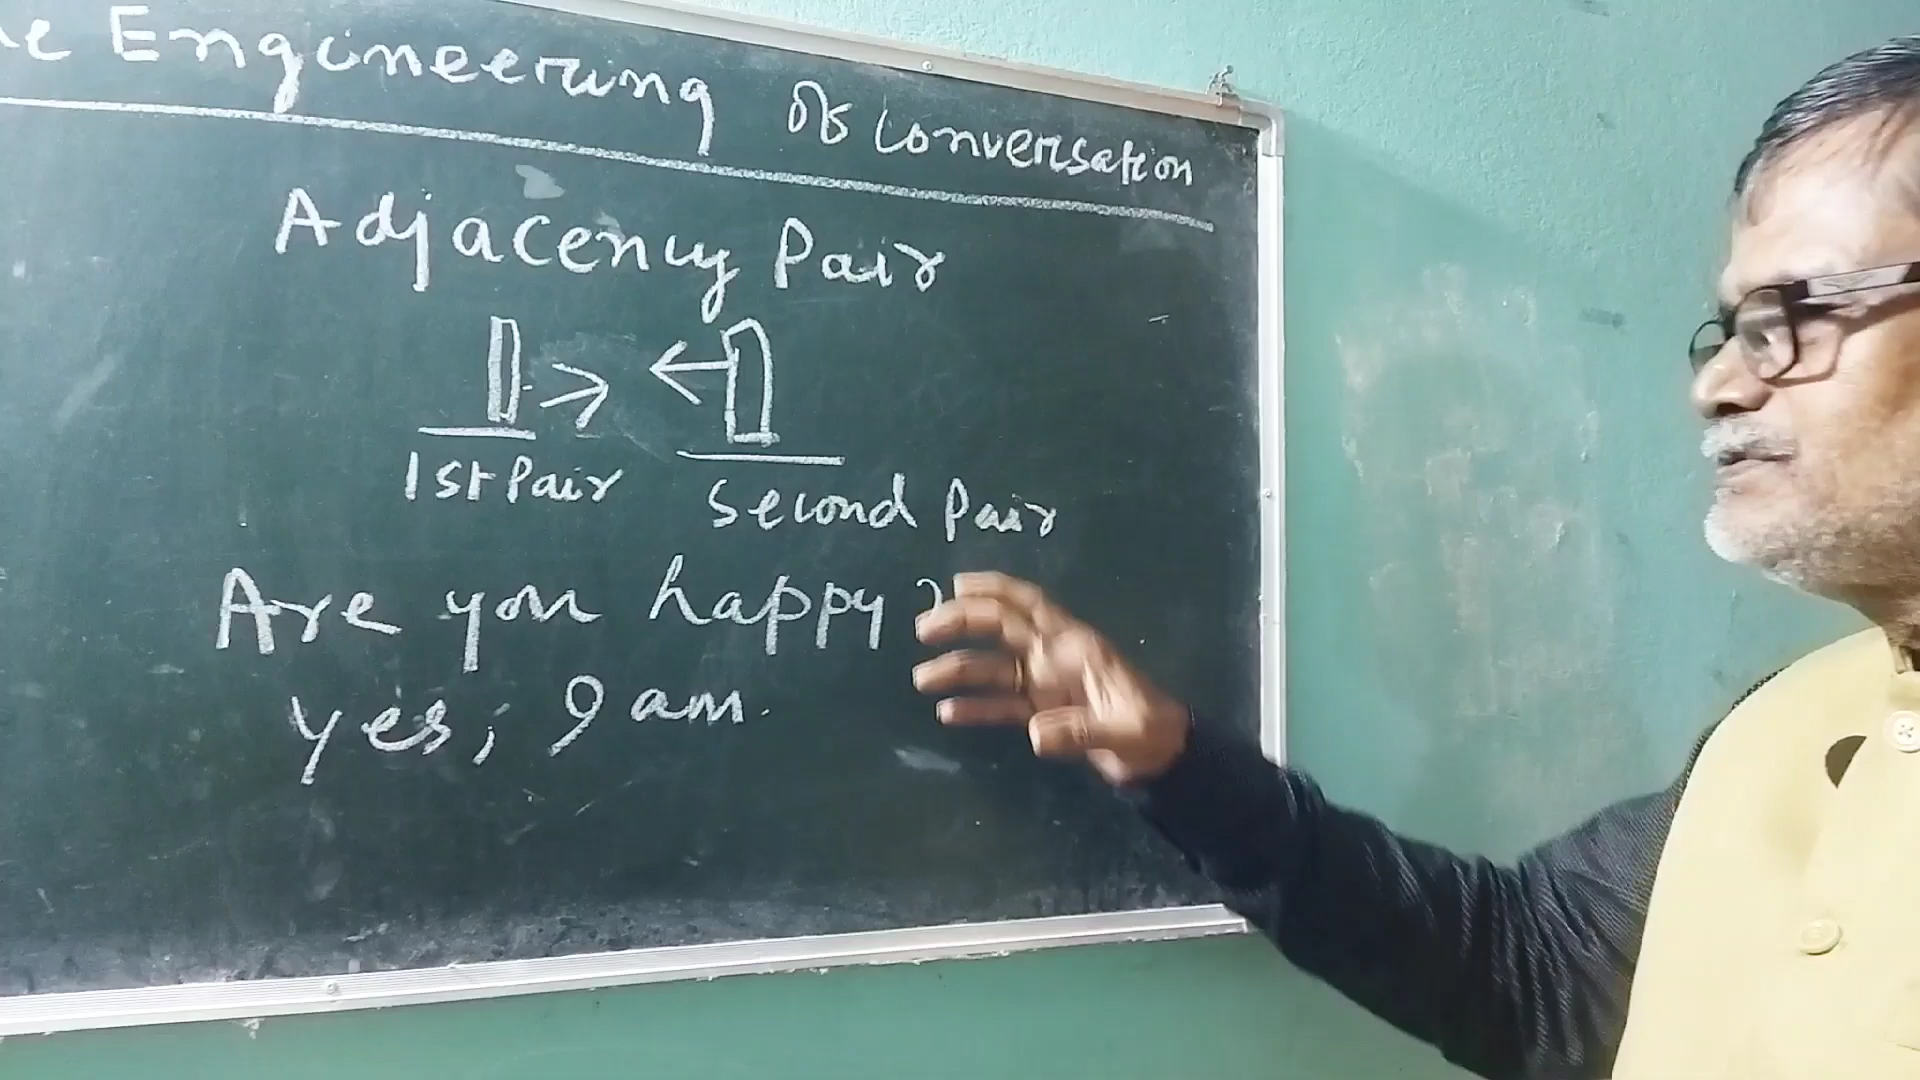 Engineering Of Conversation
Adjacency Pair
1st Pair
Second Pair
Are you happy ?
yes, I am.